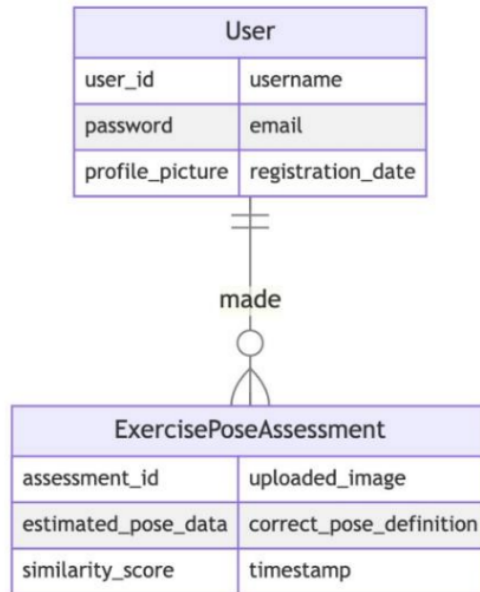 User
user_id username
password email
profile_picture registration_date
made
ExercisePoseAssessment
assessment_id uploaded_image
estimated_pose_data correct_pose_definition
similarity_score timestamp